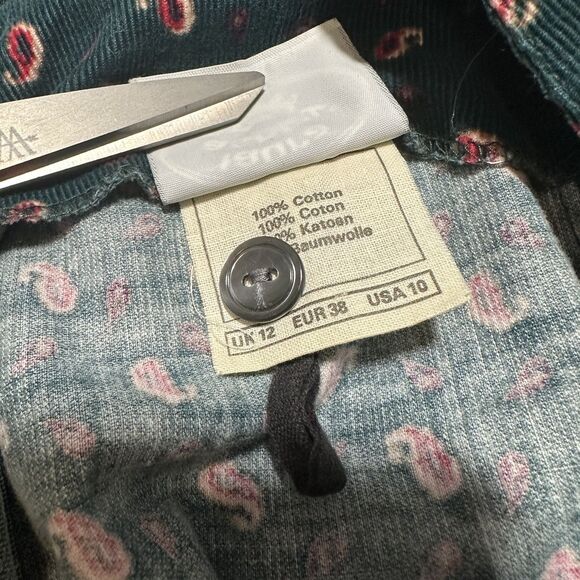 100% Cotton
100% Coton
% Katoen
Baumwolle
UK 12 EUR 38 USA 10